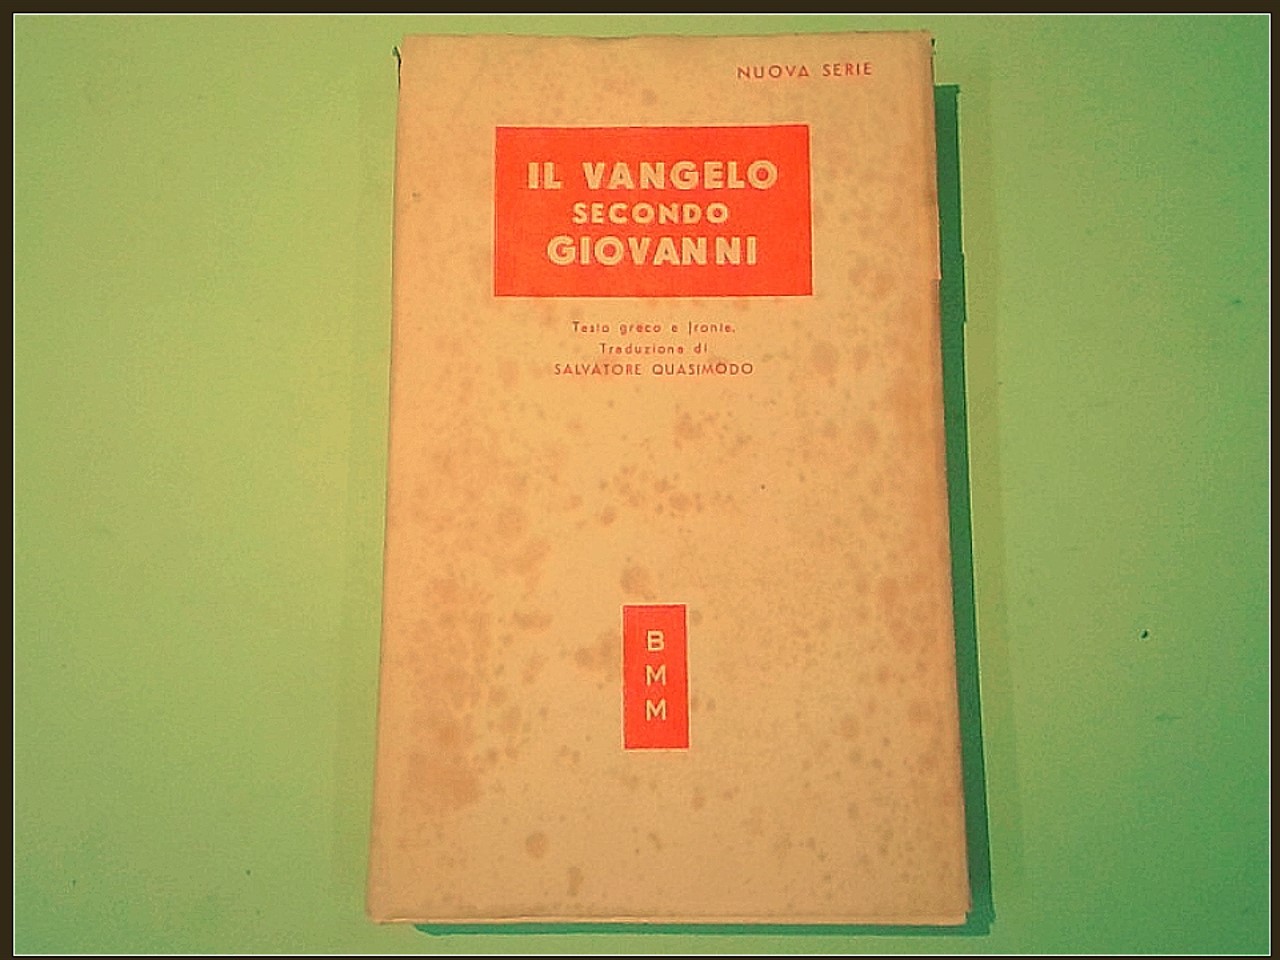 NUOVA SERIE
IL VANGELO
SECONDO
GIOVANNI
Testo greco e fronte.
Traduzione di
SALVATORE QUASIMODO
B
M
M